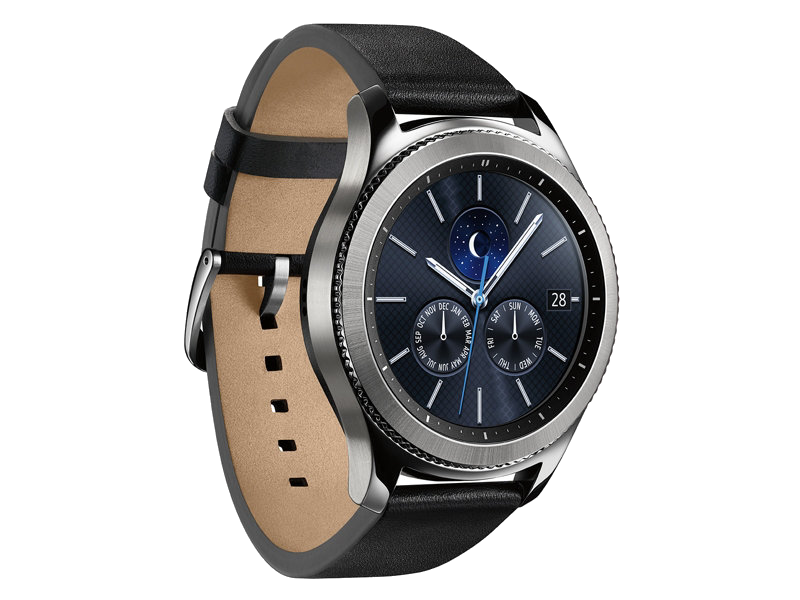 28
JAN FEB MAR APR MAY JUN JUL AUG SEP OCT NOV DEC
SUN MON TUE WED THU FRI SAT